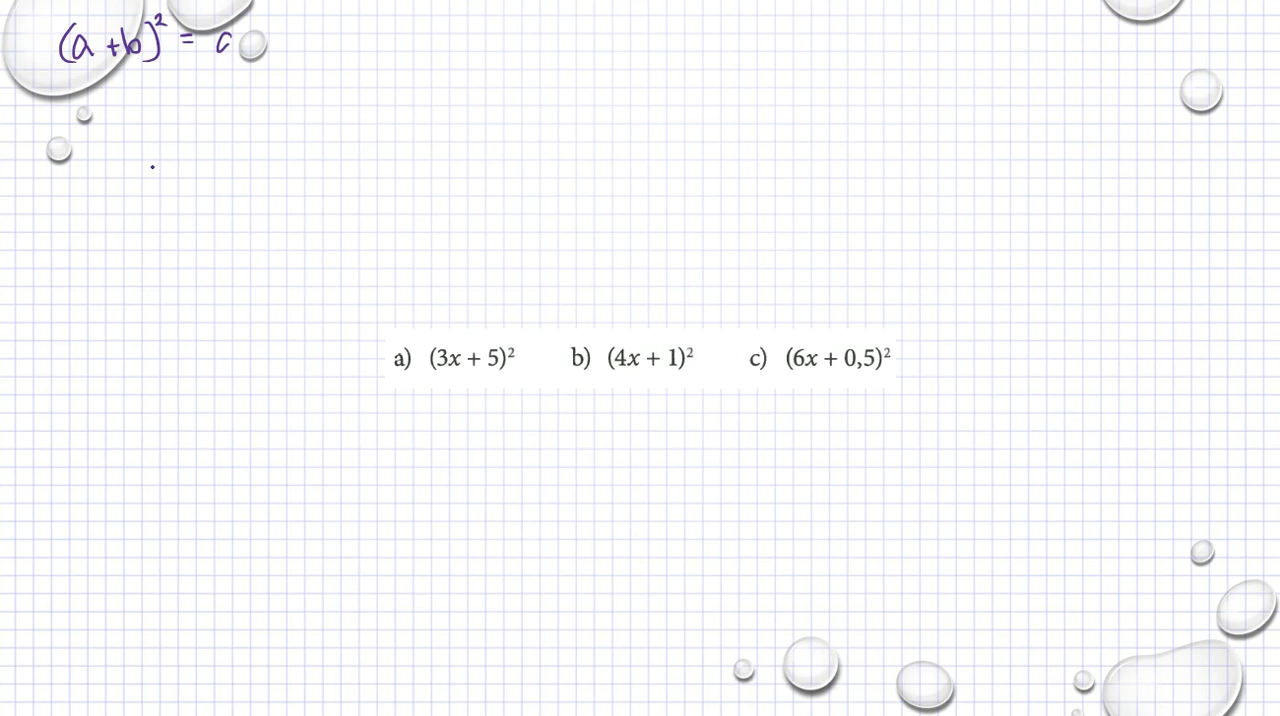 (a + b)² = c
a) (3x + 5)² b) (4x + 1)² c) (6x + 0,5)²